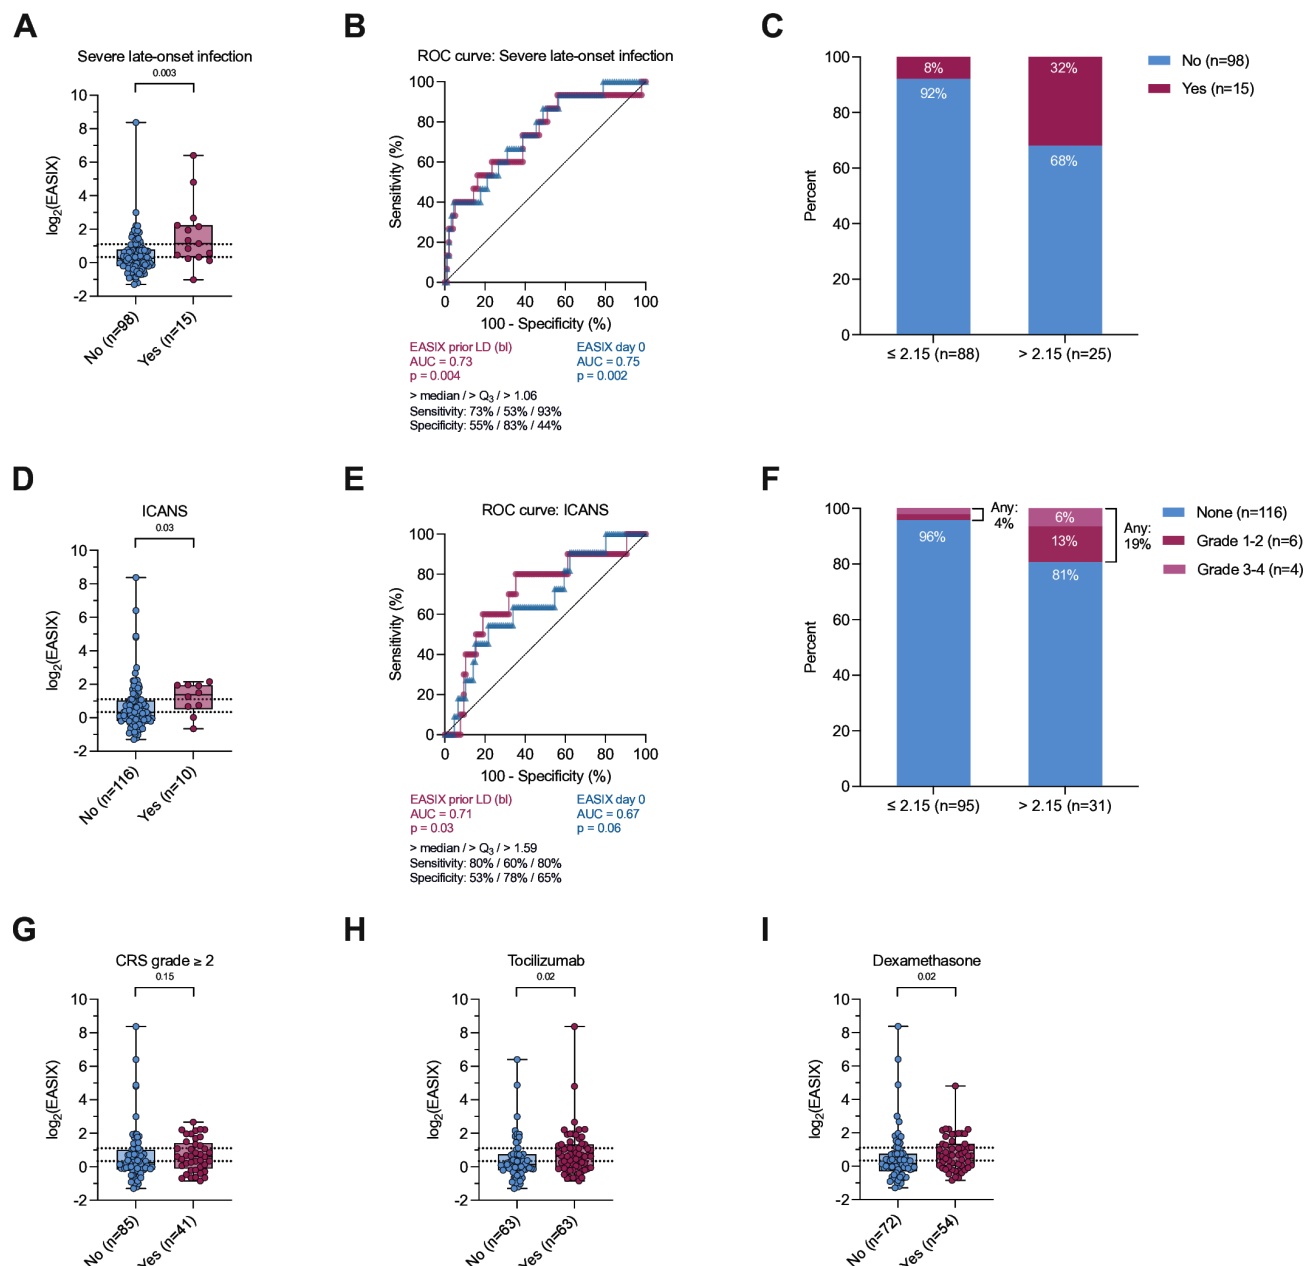 A
Severe late-onset infection
0.003
10
8
6
4
2
0
-2
log2(EASIX)
No (n=98)
Yes (n=15)
B
ROC curve: Severe late-onset infection
100
80
60
40
20
0
Sensitivity (%)
0 20 40 60 80 100
100 - Specificity (%)
EASIX prior LD (bl)
AUC = 0.73
p = 0.004
EASIX day 0
AUC = 0.75
p = 0.002
> median / > Q3 / > 1.06
Sensitivity: 73% / 53% / 93%
Specificity: 55% / 83% / 44%
C
100
80
60
40
20
0
Percent
8%
92%
32%
68%
≤ 2.15 (n=88)
> 2.15 (n=25)
No (n=98)
Yes (n=15)
D
ICANS
0.03
10
8
6
4
2
0
-2
log2(EASIX)
No (n=116)
Yes (n=10)
E
ROC curve: ICANS
100
80
60
40
20
0
Sensitivity (%)
0 20 40 60 80 100
100 - Specificity (%)
EASIX prior LD (bl)
AUC = 0.71
p = 0.03
EASIX day 0
AUC = 0.67
p = 0.06
> median / > Q3 / > 1.59
Sensitivity: 80% / 60% / 80%
Specificity: 53% / 78% / 65%
F
100
80
60
40
20
0
Percent
96%
Any:
4%
6%
13%
81%
Any:
19%
≤ 2.15 (n=95)
> 2.15 (n=31)
None (n=116)
Grade 1-2 (n=6)
Grade 3-4 (n=4)
G
CRS grade ≥ 2
0.15
10
8
6
4
2
0
-2
log2(EASIX)
No (n=85)
Yes (n=41)
H
Tocilizumab
0.02
10
8
6
4
2
0
-2
log2(EASIX)
No (n=63)
Yes (n=63)
I
Dexamethasone
0.02
10
8
6
4
2
0
-2
log2(EASIX)
No (n=72)
Yes (n=54)